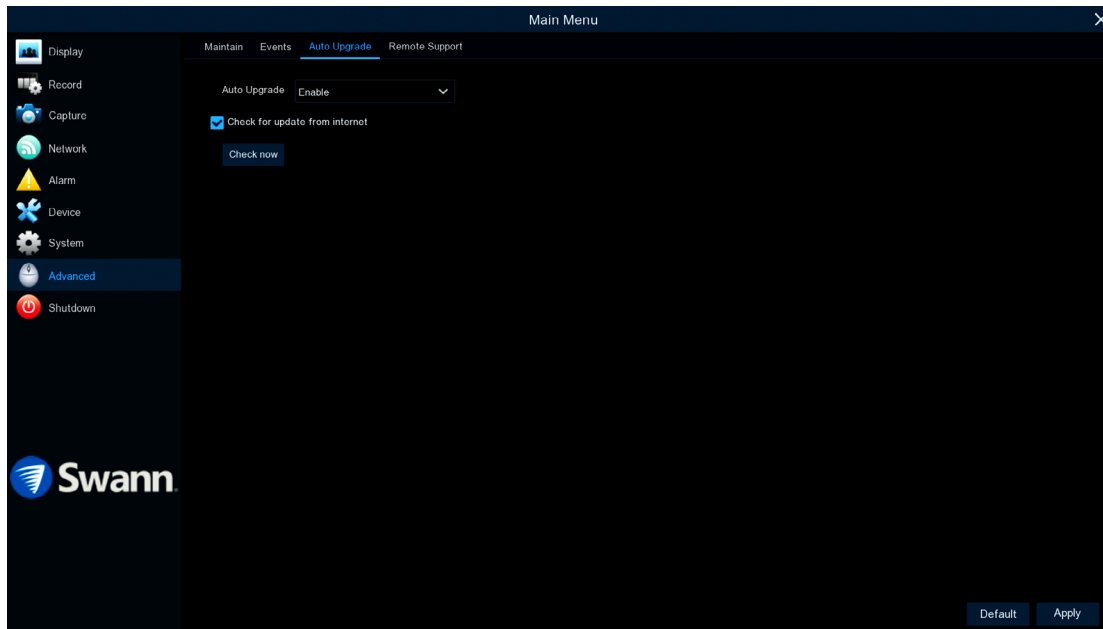 Main Menu
Display
Record
Capture
Network
Alarm
Device
System
Advanced
Shutdown
Swann
Maintain Events Auto Upgrade Remote Support
Auto Upgrade Enable
Check for update from internet
Check now
Default Apply